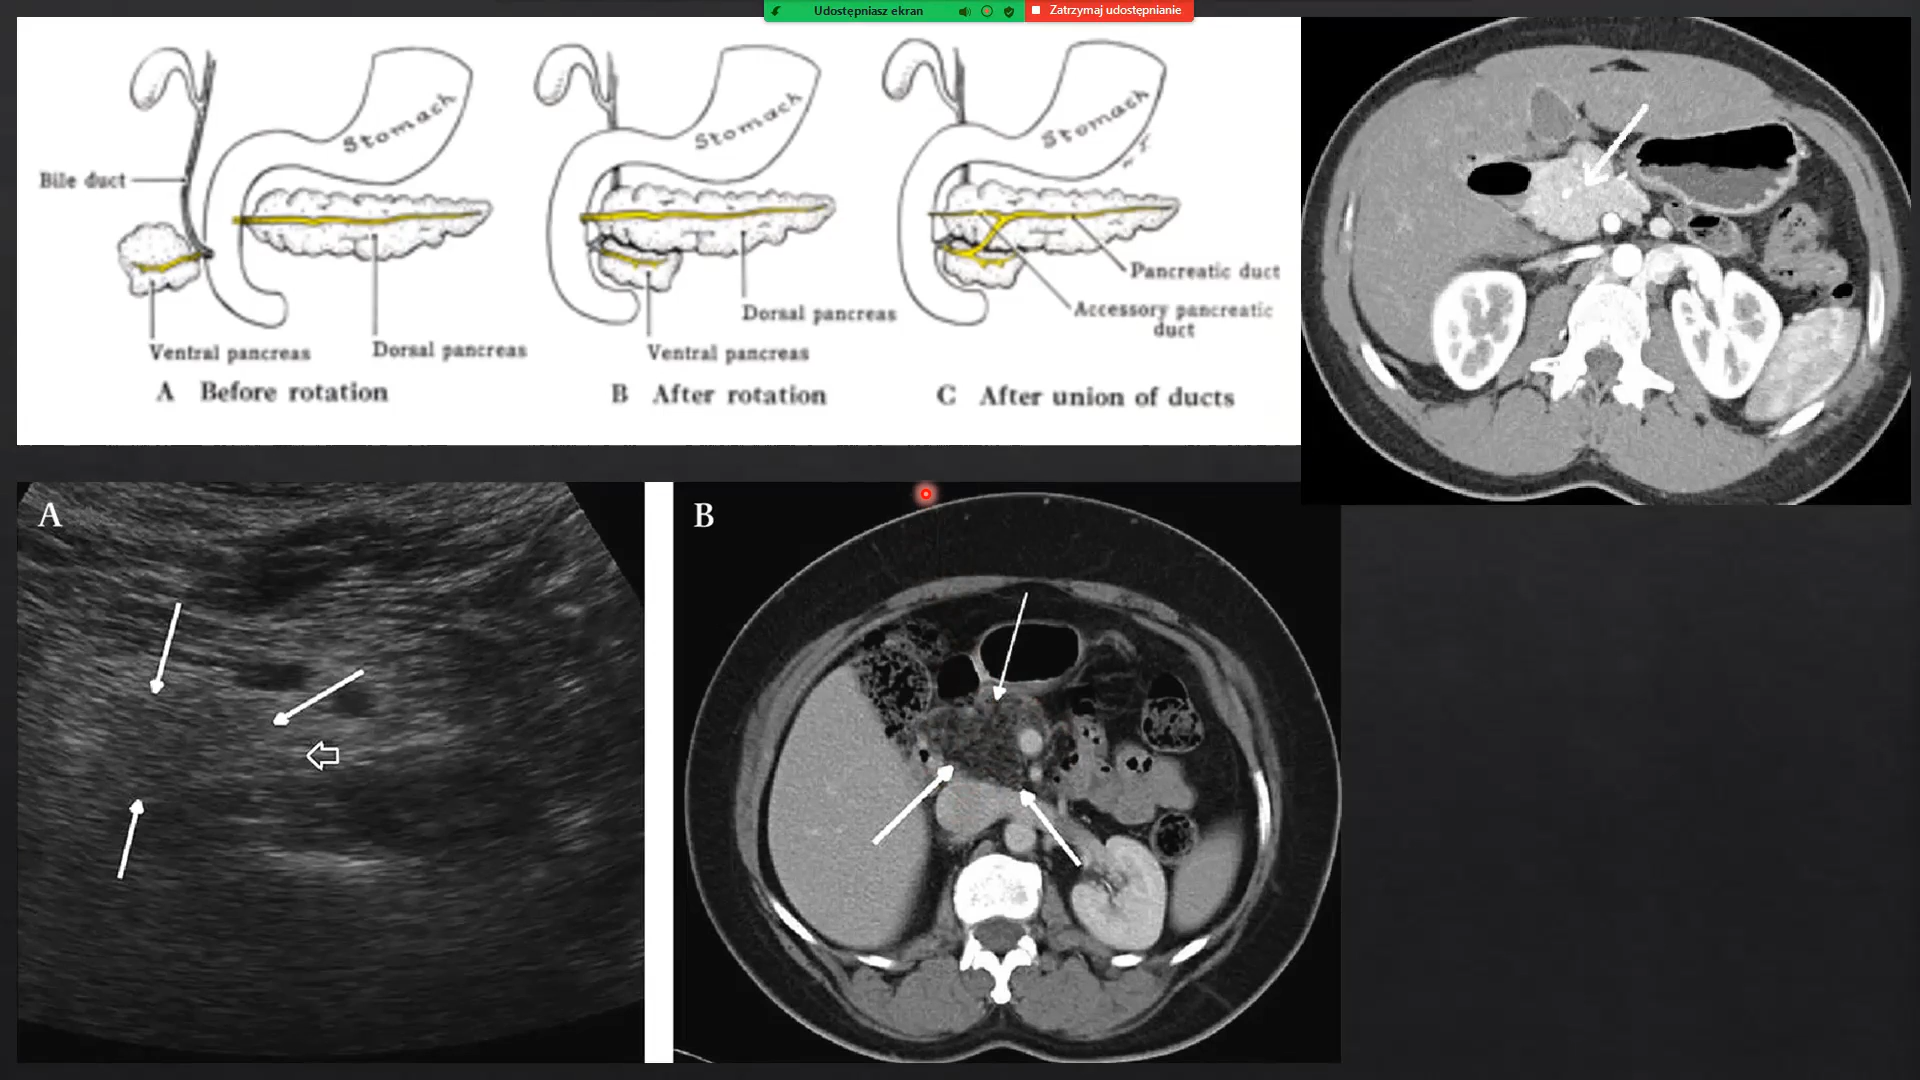 Udostępniasz ekran
Zatrzymaj udostępnianie
Stomach
Stomach
Stomach
Bile duct
Ventral pancreas
Dorsal pancreas
A Before rotation
Dorsal pancreas
Ventral pancreas
B After rotation
Pancreatic duct
Accessory pancreatic
duct
C After union of ducts
A
B